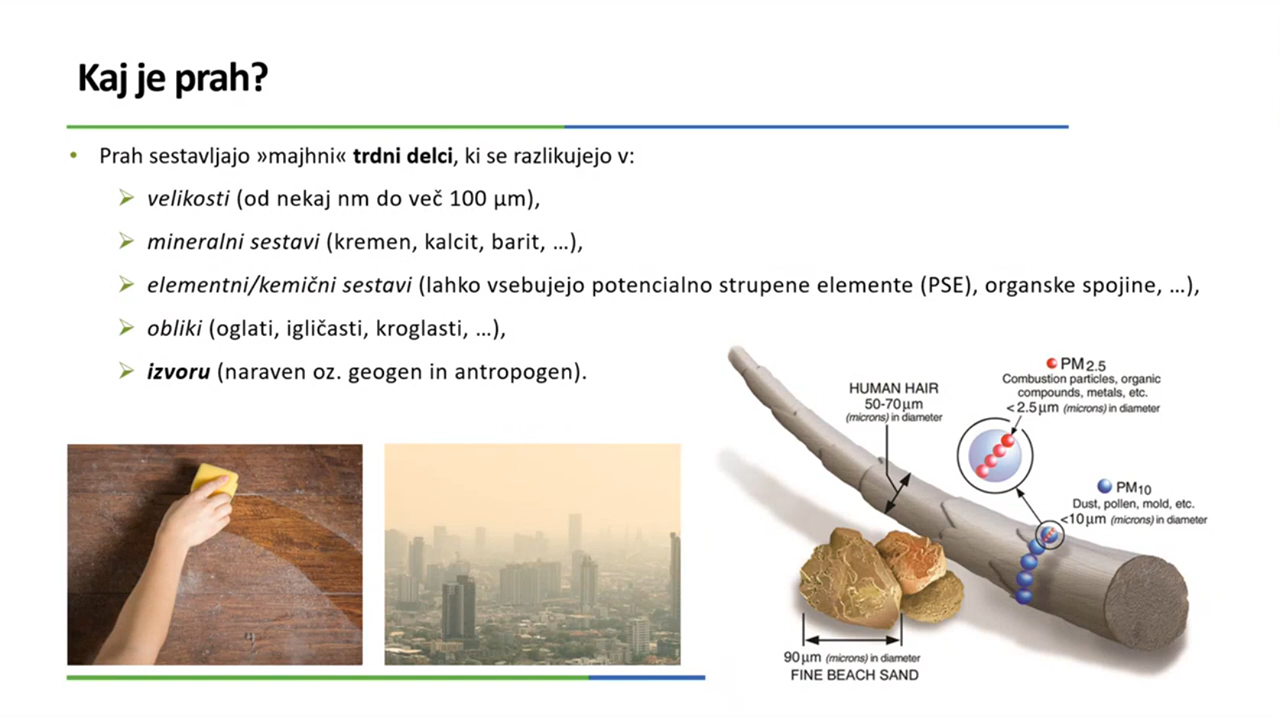 Kaj je prah?
• Prah sestavljajo »majhni« trdni delci, ki se razlikujejo v:
➢ velikosti (od nekaj nm do več 100 µm),
➢ mineralni sestavi (kremen, kalcit, barit, …),
➢ elementni/kemični sestavi (lahko vsebujejo potencialno strupene elemente (PSE), organske spojine, …),
➢ obliki (oglati, igličasti, kroglasti, …),
➢ izvoru (naraven oz. geogen in antropogen).
HUMAN HAIR
50-70µm
(microns) in diameter
PM2.5
Combustion particles, organic
compounds, metals, etc.
<2.5µm (microns) in diameter
PM10
Dust, pollen, mold, etc.
<10µm (microns) in diameter
90µm (microns) in diameter
FINE BEACH SAND